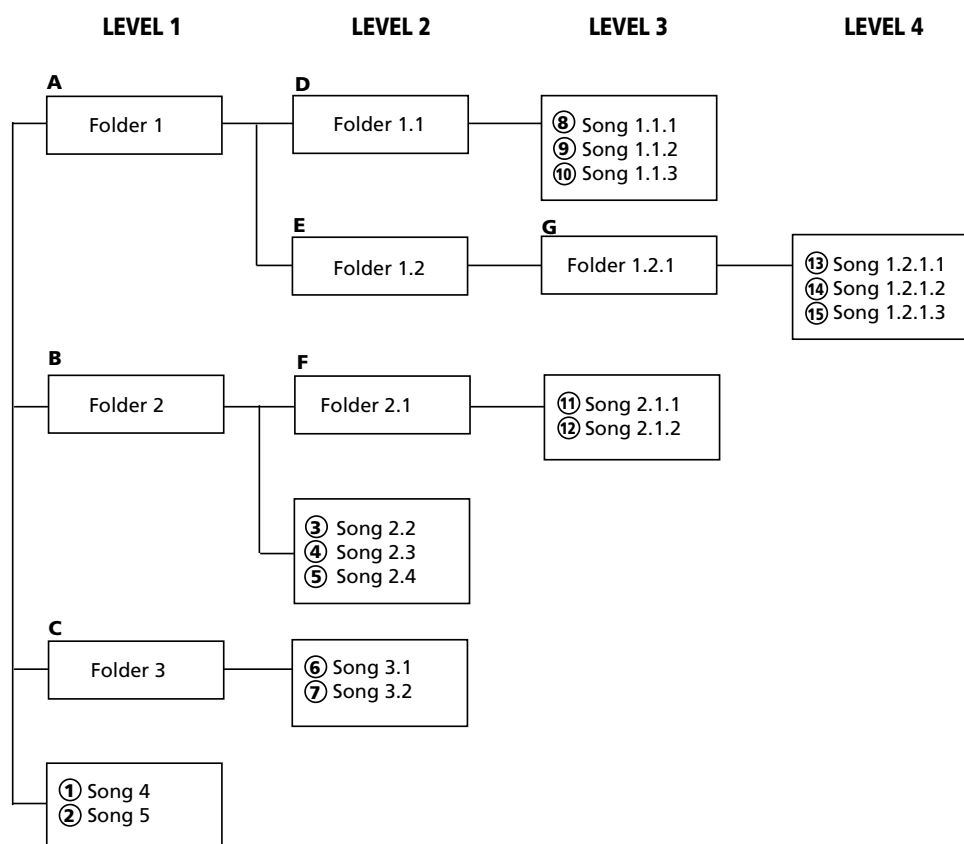 LEVEL 1 LEVEL 2 LEVEL 3 LEVEL 4
A
Folder 1
D
Folder 1.1
⑧ Song 1.1.1
⑨ Song 1.1.2
⑩ Song 1.1.3
E
Folder 1.2
G
Folder 1.2.1
⑬ Song 1.2.1.1
⑭ Song 1.2.1.2
⑮ Song 1.2.1.3
B
Folder 2
F
Folder 2.1
⑪ Song 2.1.1
⑫ Song 2.1.2
③ Song 2.2
④ Song 2.3
⑤ Song 2.4
C
Folder 3
⑥ Song 3.1
⑦ Song 3.2
① Song 4
② Song 5